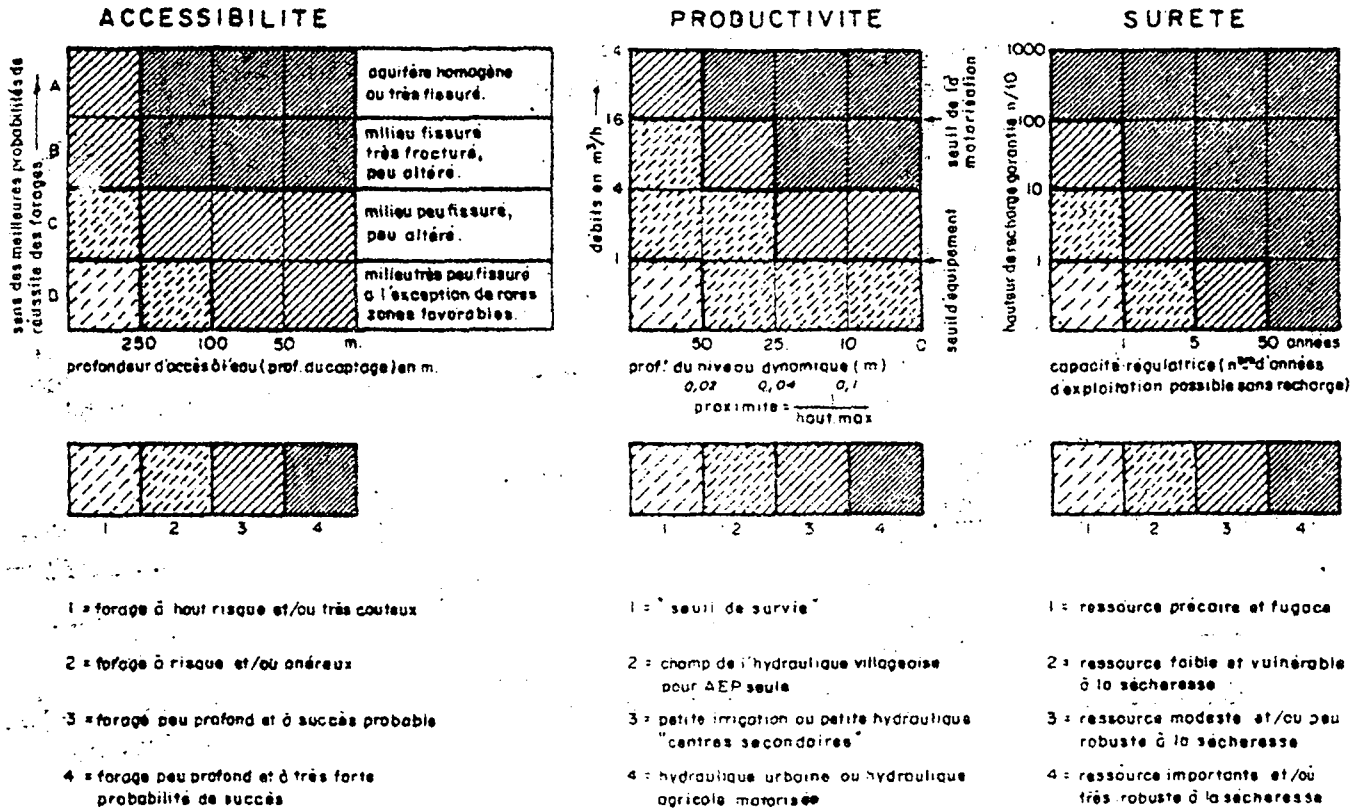 ACCESSIBILITE
sens des meilleures probabilités de
réussite des forages
A
B
C
D
aquifère homogène
ou très fissuré.
milieu fissuré
très fracturé,
peu altéré.
milieu peu fissuré,
peu altéré.
milieu très peu fissuré
à l'exception de rares
zones favorables.
250 100 50 m.
profondeur d'accès à l'eau (prof. du captage) en m.
1 2 3 4
1 = forage à haut risque et/ou très couteux
2 = forage à risque et/ou onéreux
3 = forage peu profond et à succès probable
4 = forage peu profond et à très forte
probabilité de succès
PRODUCTIVITE
débits en m³/h
16
4
1
seuil de la
motorisation
seuil d'équipement
50 25 10 0
prof.' du niveau dynamique (m)
0,02 0,04 0,1
proximité = 1
haut. max
1 2 3 4
1 = "seuil de survie"
2 = champ de l'hydraulique villageoise
pour AEP seule
3 = petite irrigation ou petite hydraulique
"centres secondaires"
4 = hydraulique urbaine ou hydraulique
agricole motorisée
SURETE
hauteur de recharge garantie n/10
1000
100
10
1
1 5 50 années
capacité régulatrice (n bre d'années
d'exploitation possible sans recharge)
1 2 3 4
1 = ressource précaire et fugace
2 = ressource faible et vulnérable
à la sécheresse
3 = ressource modeste et/ou peu
robuste à la sécheresse
4 = ressource importante et/ou
très robuste à la sécheresse